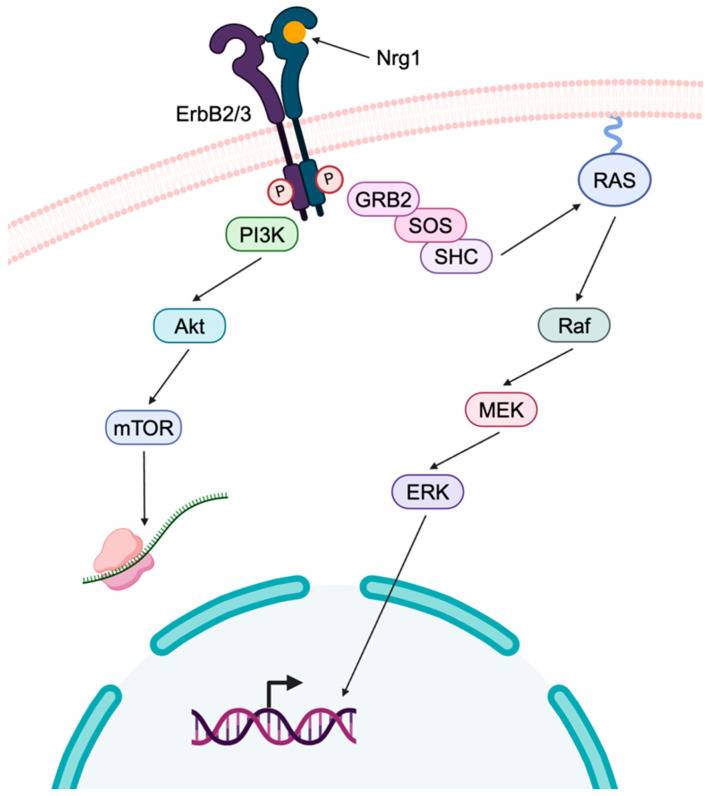 Nrg1
ErbB2/3
P
P
GRB2
SOS
SHC
RAS
PI3K
Akt
Raf
mTOR
MEK
ERK